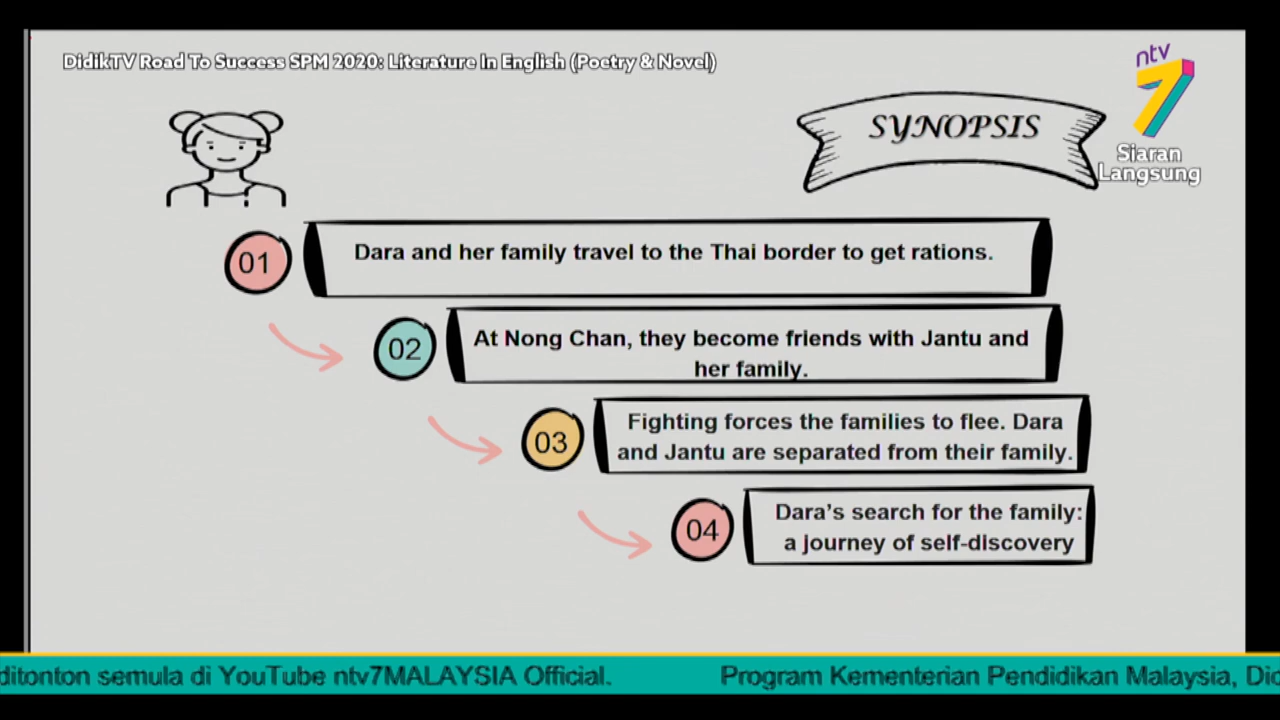 DidikTV Road To Success SPM 2020: Literature In English (Poetry & Novel)
ntv
7
Siaran
Langsung
SYNOPSIS
01
Dara and her family travel to the Thai border to get rations.
02
At Nong Chan, they become friends with Jantu and
her family.
03
Fighting forces the families to flee. Dara
and Jantu are separated from their family.
04
Dara's search for the family:
a journey of self-discovery
ditonton semula di YouTube ntv7MALAYSIA Official. Program Kementerian Pendidikan Malaysia,